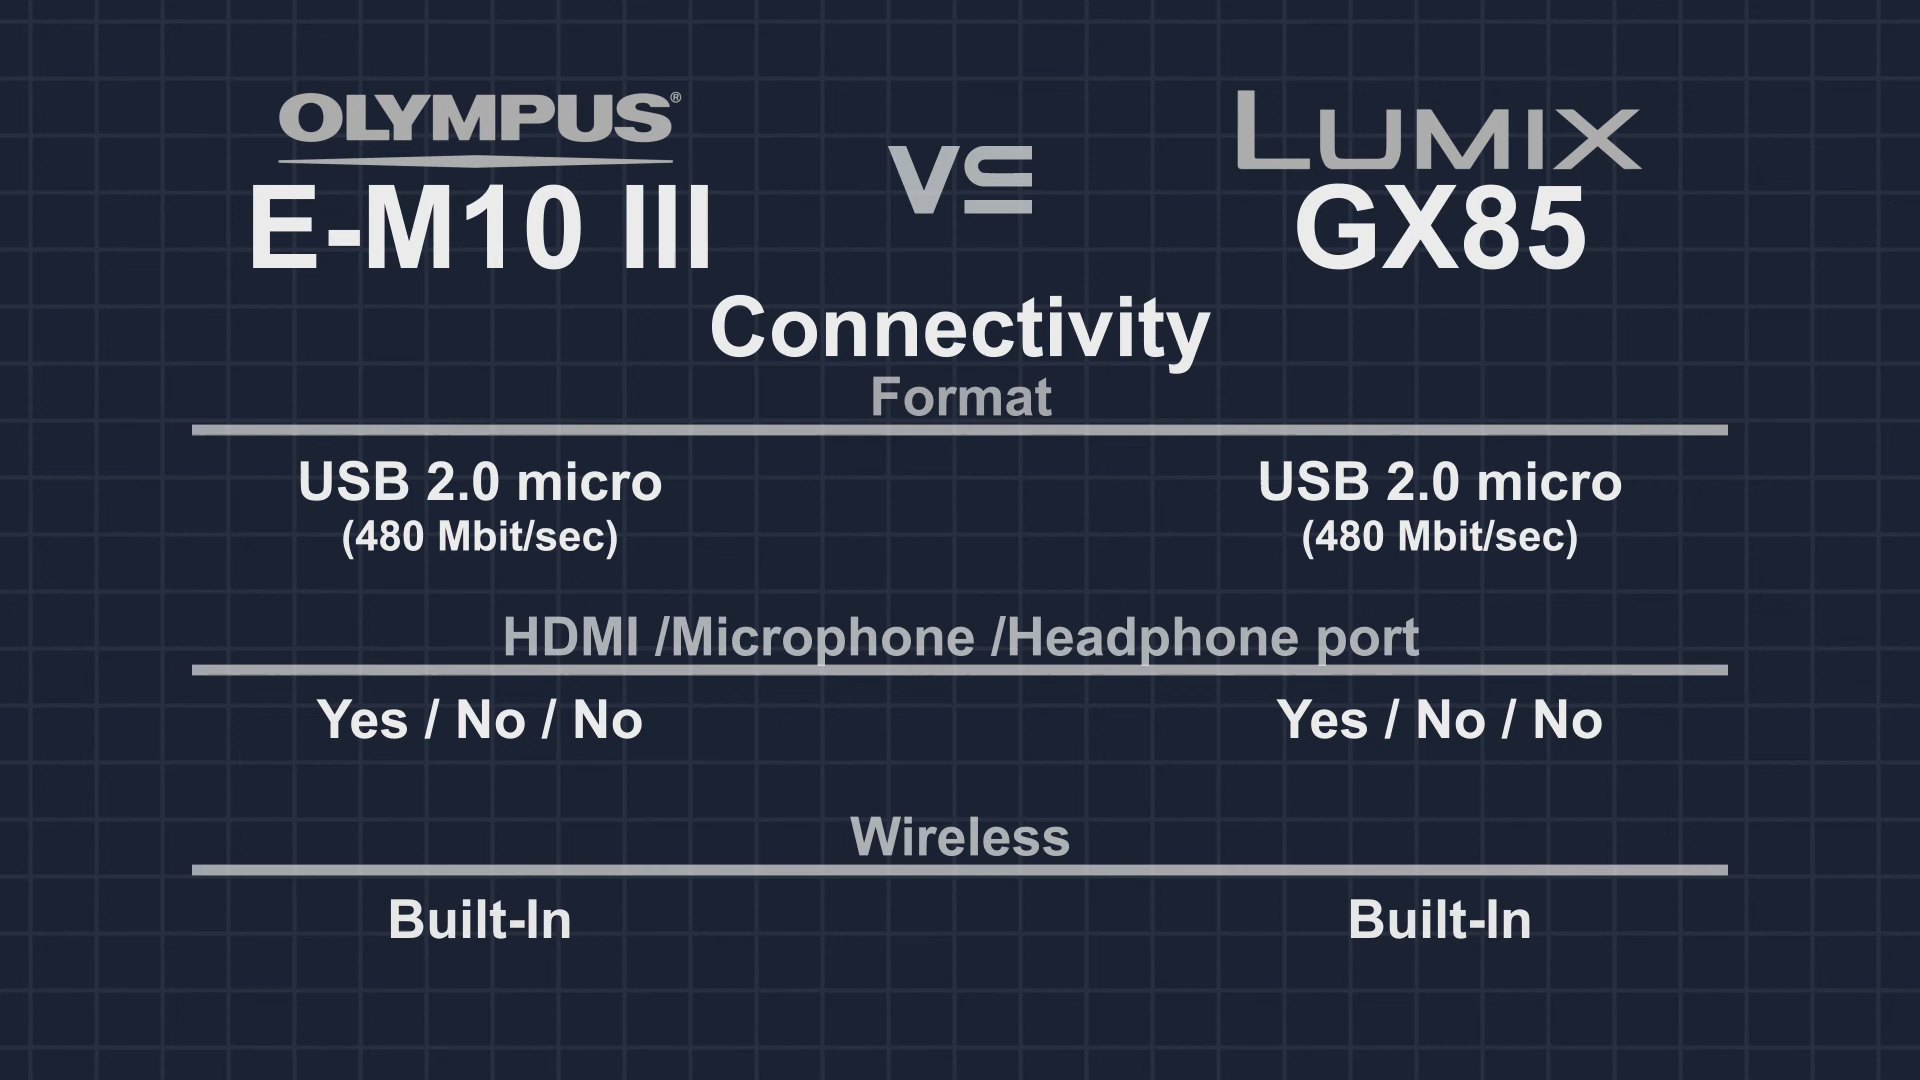 OLYMPUS®
E-M10 III
VS
LUMIX
GX85
Connectivity
Format
USB 2.0 micro
(480 Mbit/sec)
USB 2.0 micro
(480 Mbit/sec)
HDMI /Microphone /Headphone port
Yes / No / No
Yes / No / No
Wireless
Built-In
Built-In